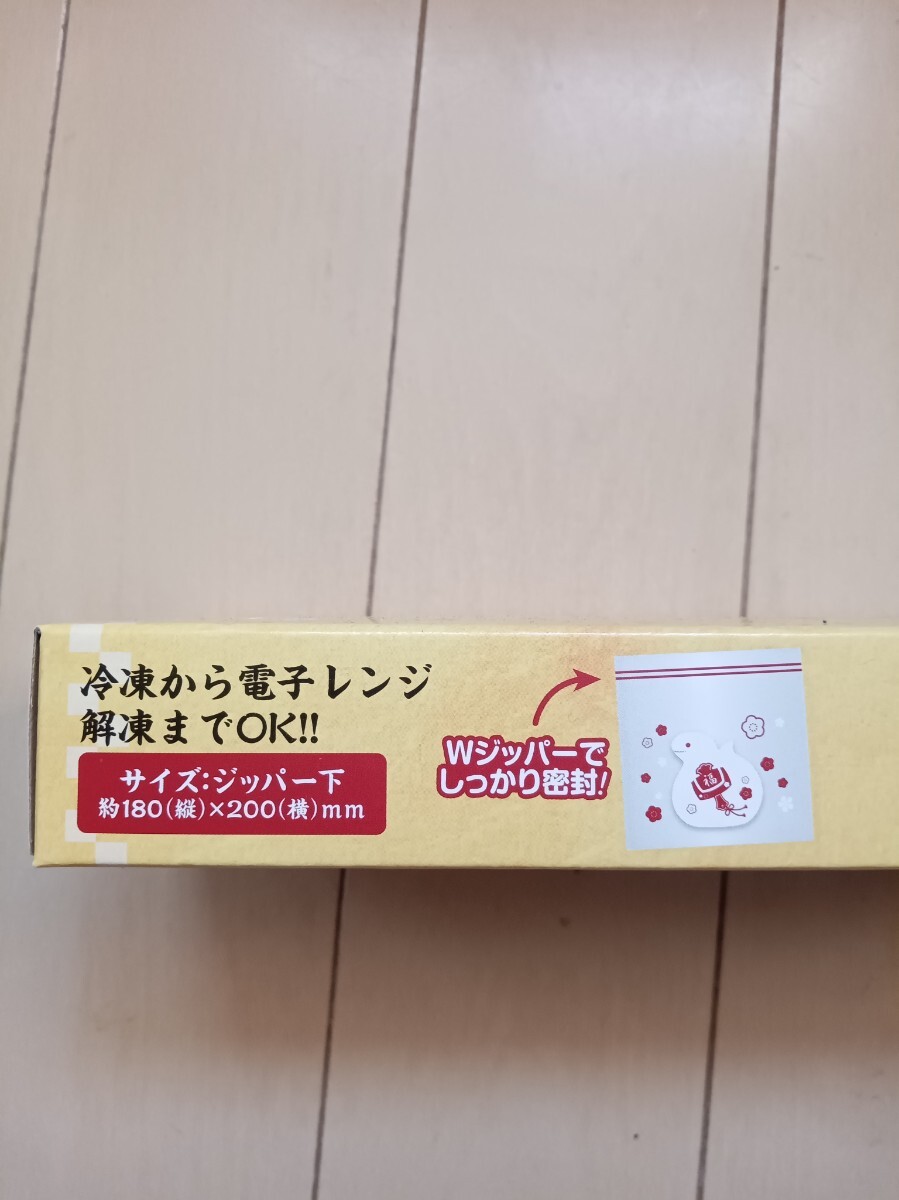 冷凍から電子レンジ
解凍までOK!!
サイズ:ジッパー下
約180(縦)×200(横)mm
Wジッパーで
しっかり密封!
福